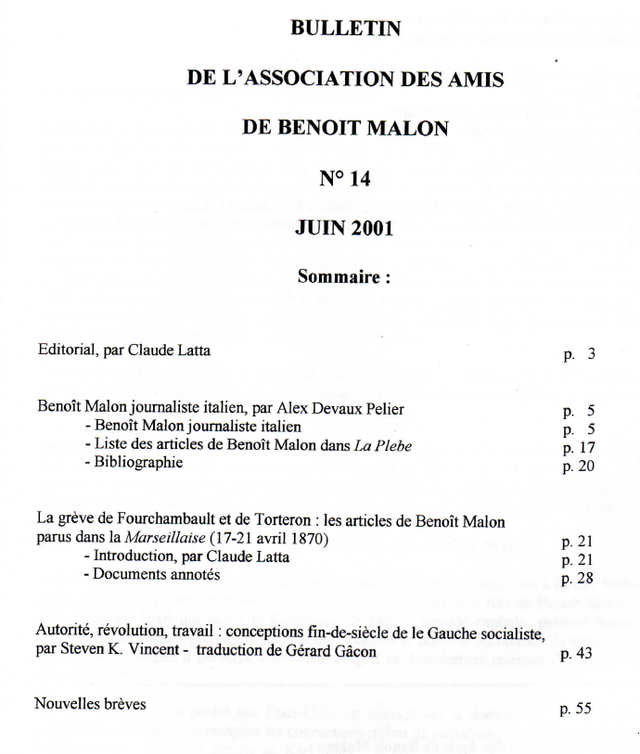 BULLETIN
DE L'ASSOCIATION DES AMIS
DE BENOIT MALON
N° 14
JUIN 2001
Sommaire :
Editorial, par Claude Latta p. 3
Benoît Malon journaliste italien, par Alex Devaux Pelier p. 5
- Benoît Malon journaliste italien p. 5
- Liste des articles de Benoît Malon dans La Plebe p. 17
- Bibliographie p. 20
La grève de Fourchambault et de Torteron : les articles de Benoît Malon
parus dans la Marseillaise (17-21 avril 1870) p. 21
- Introduction, par Claude Latta p. 21
- Documents annotés p. 28
Autorité, révolution, travail : conceptions fin-de-siècle de le Gauche socialiste,
par Steven K. Vincent - traduction de Gérard Gâcon p. 43
Nouvelles brèves p. 55